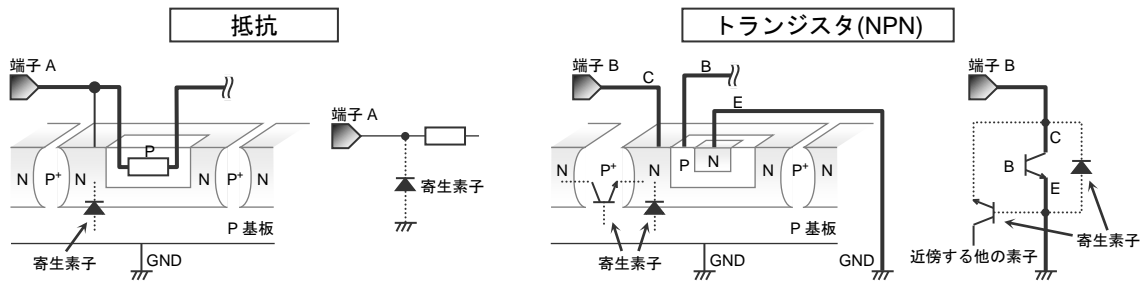 抵抗
端子 A
P
N
P+
N
N
P+
N
P 基板
寄生素子
GND
端子 A
寄生素子
トランジスタ(NPN)
端子 B
C
B
E
N
P+
N
P
N
N
P+
N
P 基板
寄生素子
GND
GND
端子 B
C
B
E
寄生素子
近傍する他の素子